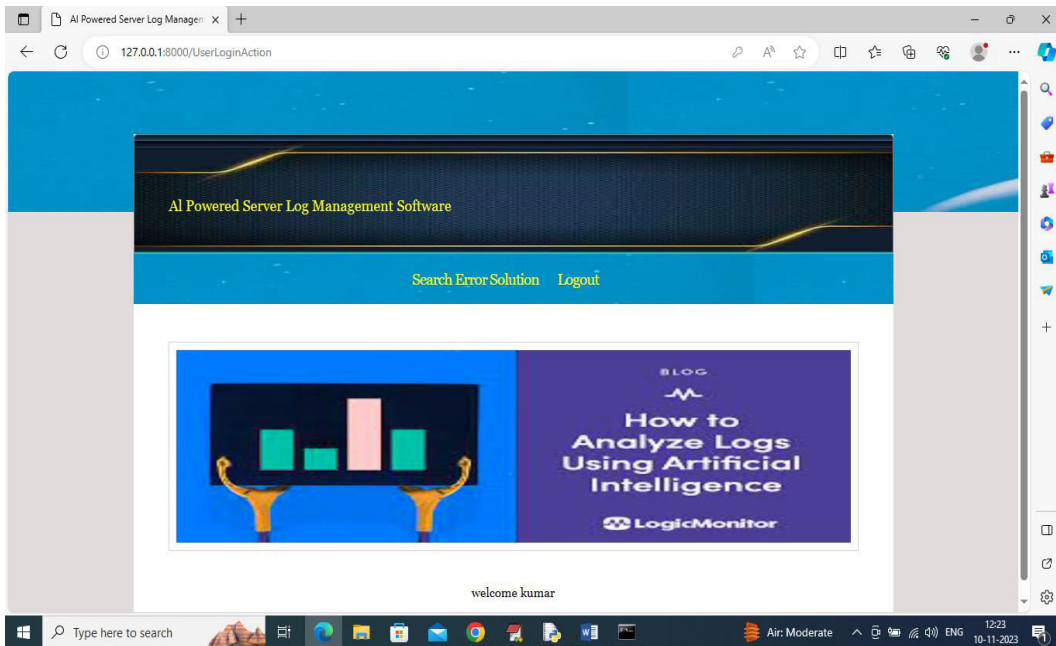 AI Powered Server Log Managem
127.0.0.1:8000/UserLoginAction
AI Powered Server Log Management Software
Search Error Solution Logout
BLOG
How to
Analyze Logs
Using Artificial
Intelligence
LogicMonitor
welcome kumar
Type here to search
Air: Moderate
ENG
12:23
10-11-2023